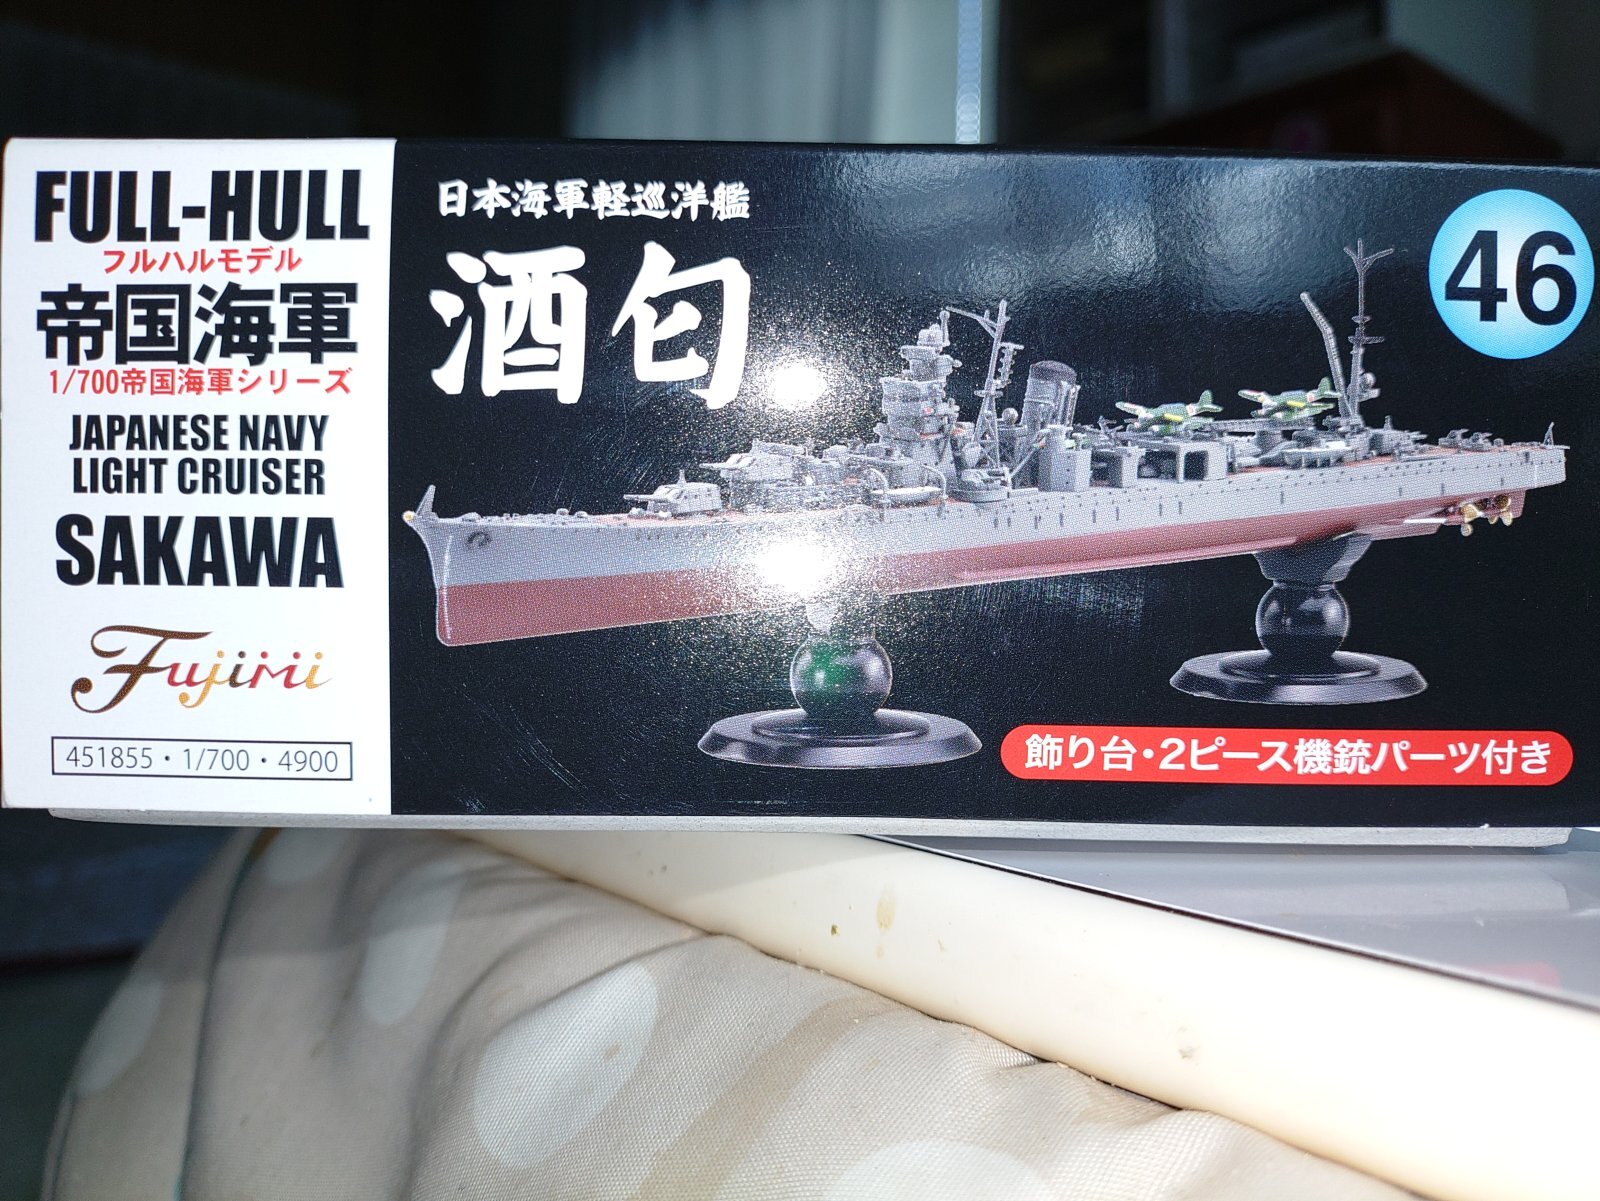 FULL-HULL
フルハルモデル
帝国海軍
1/700帝国海軍シリーズ
JAPANESE NAVY
LIGHT CRUISER
SAKAWA
Fujimi
451855・1/700・4900
日本海軍軽巡洋艦
酒匂
46
飾り台・2ピース機銃パーツ付き